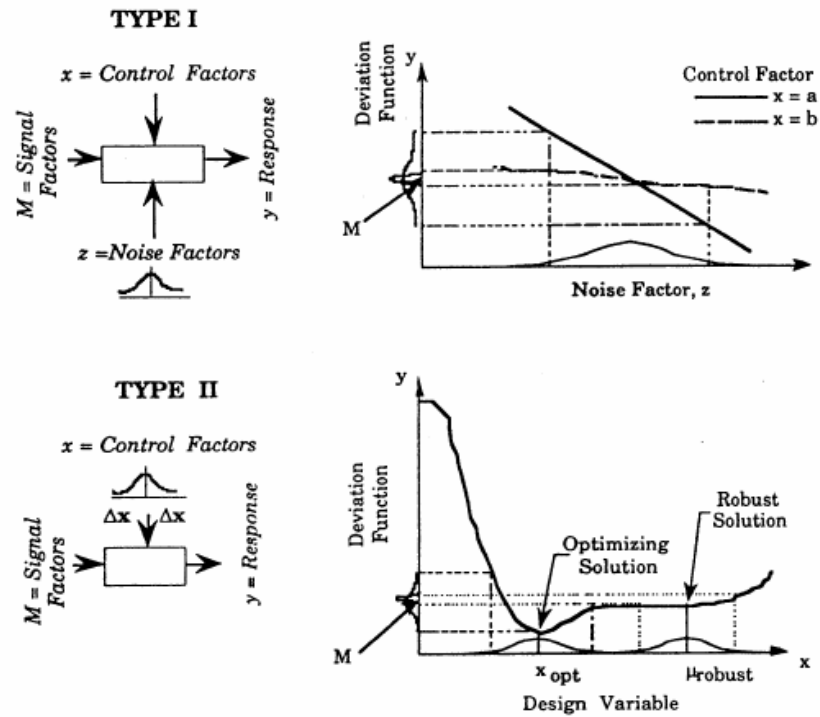 TYPE I
x = Control Factors
M = Signal
Factors
y = Response
z =Noise Factors
y
Deviation
Function
M
Control Factor
x = a
x = b
Noise Factor, z
TYPE II
x = Control Factors
Δx
Δx
M = Signal
Factors
y = Response
y
Deviation
Function
M
Optimizing
Solution
Robust
Solution
x opt
μrobust
x
Design Variable